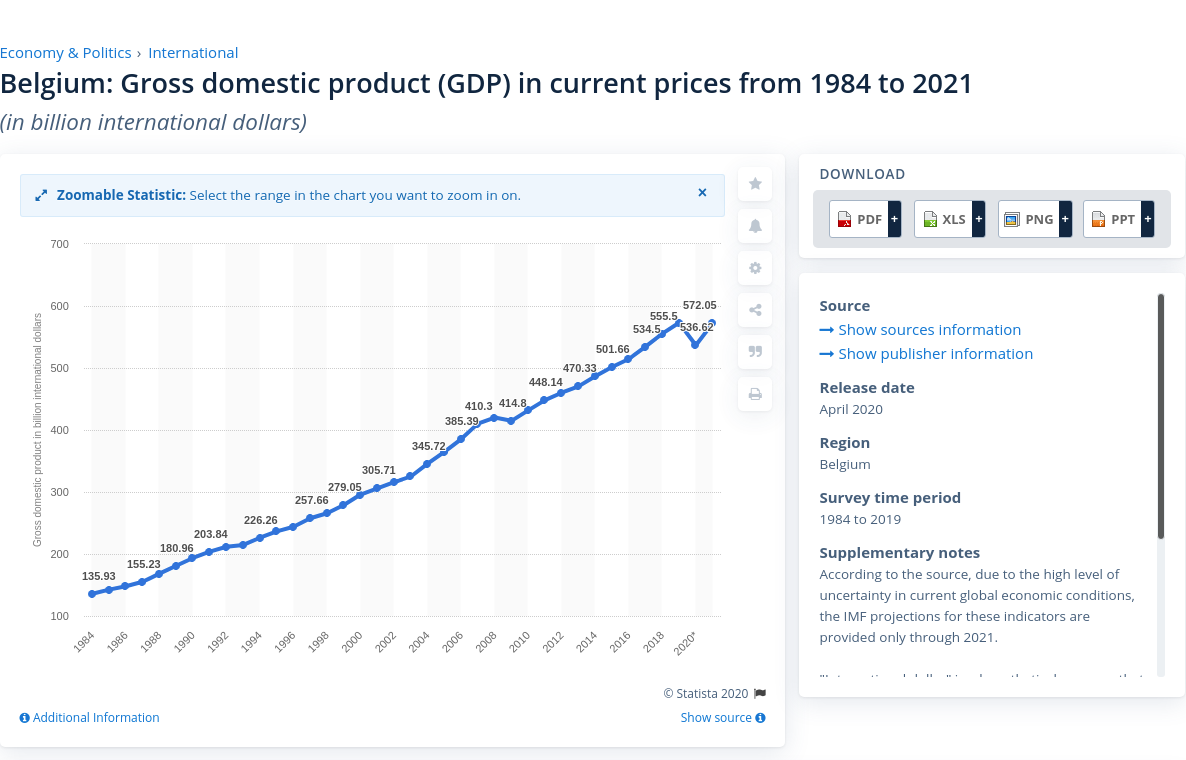 Economy & Politics › International
Belgium: Gross domestic product (GDP) in current prices from 1984 to 2021
(in billion international dollars)
Zoomable Statistic: Select the range in the chart you want to zoom in on. ×
Gross domestic product in billion international dollars
700
600
500
400
300
200
100
135.93
155.23
180.96
203.84
226.26
257.66
279.05
305.71
345.72
385.39
410.3
414.8
448.14
470.33
501.66
534.5
555.5
536.62
572.05
1984
1986
1988
1990
1992
1994
1996
1998
2000
2002
2004
2006
2008
2010
2012
2014
2016
2018
2020*
© Statista 2020
Additional Information
Show source
DOWNLOAD
PDF + XLS + PNG + PPT +
Source
Show sources information
Show publisher information
Release date
April 2020
Region
Belgium
Survey time period
1984 to 2019
Supplementary notes
According to the source, due to the high level of
uncertainty in current global economic conditions,
the IMF projections for these indicators are
provided only through 2021.